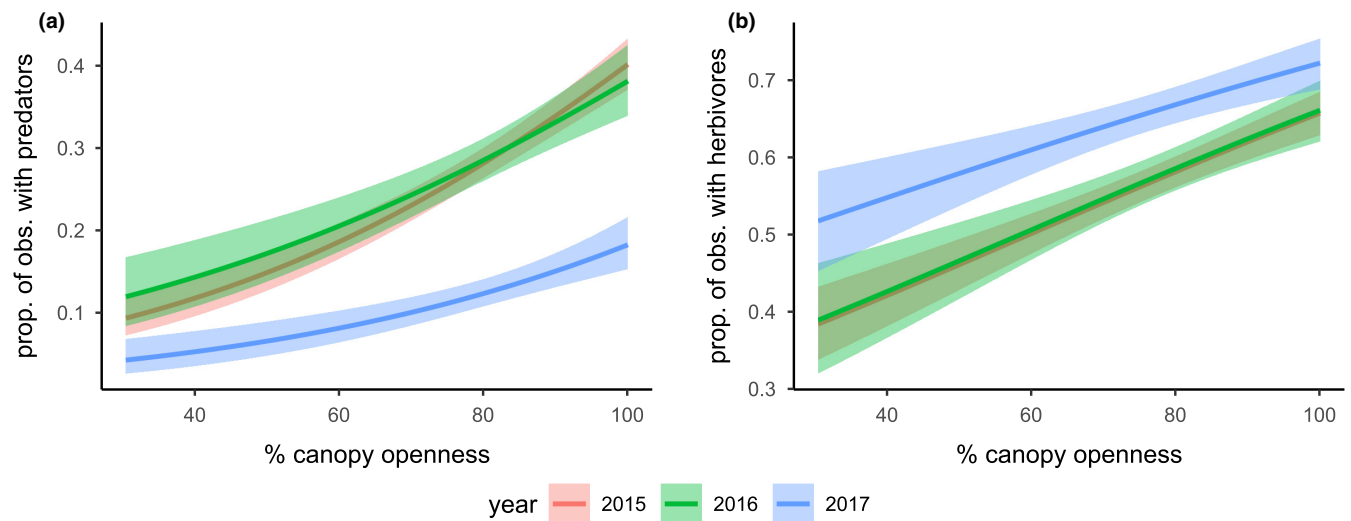 (a)
prop. of obs. with predators
0.4
0.3
0.2
0.1
40 60 80 100
% canopy openness
(b)
prop. of obs. with herbivores
0.7
0.6
0.5
0.4
0.3
40 60 80 100
% canopy openness
year 2015 2016 2017